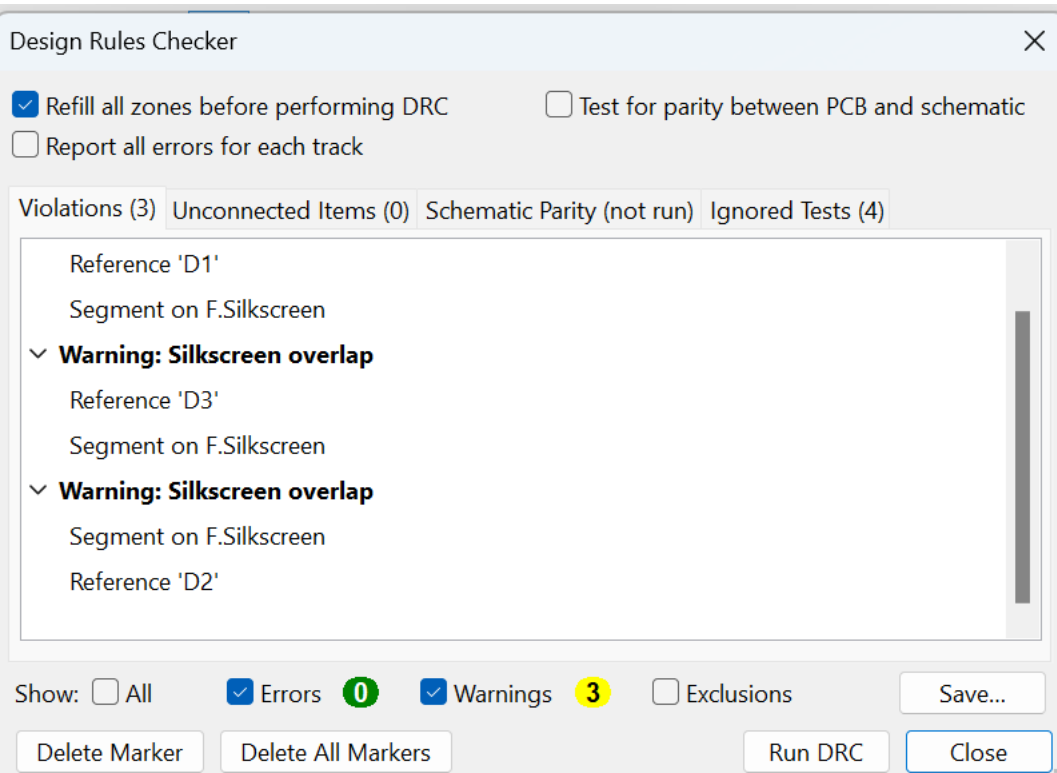 Design Rules Checker
Refill all zones before performing DRC Test for parity between PCB and schematic
Report all errors for each track
Violations (3) Unconnected Items (0) Schematic Parity (not run) Ignored Tests (4)
Reference 'D1'
Segment on F.Silkscreen
Warning: Silkscreen overlap
Reference 'D3'
Segment on F.Silkscreen
Warning: Silkscreen overlap
Segment on F.Silkscreen
Reference 'D2'
Show: All Errors 0 Warnings 3 Exclusions Save...
Delete Marker Delete All Markers Run DRC Close